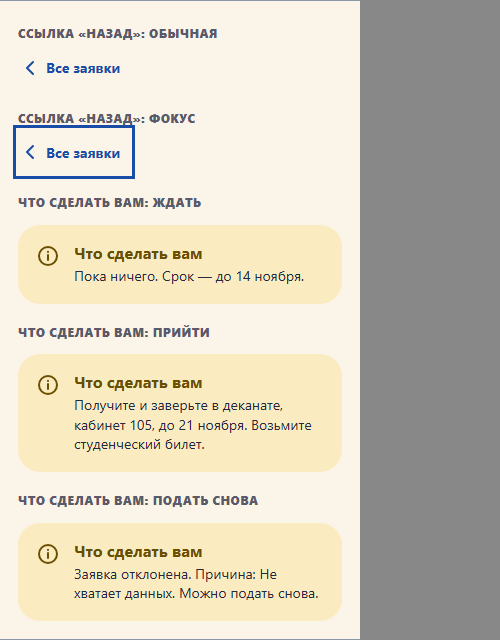 ССЫЛКА «НАЗАД»: ОБЫЧНАЯ
Все заявки
ССЫЛКА «НАЗАД»: ФОКУС
Все заявки
ЧТО СДЕЛАТЬ ВАМ: ЖДАТЬ
Что сделать вам
Пока ничего. Срок — до 14 ноября.
ЧТО СДЕЛАТЬ ВАМ: ПРИЙТИ
Что сделать вам
Получите и заверьте в деканате,
кабинет 105, до 21 ноября. Возьмите
студенческий билет.
ЧТО СДЕЛАТЬ ВАМ: ПОДАТЬ СНОВА
Что сделать вам
Заявка отклонена. Причина: Не
хватает данных. Можно подать снова.